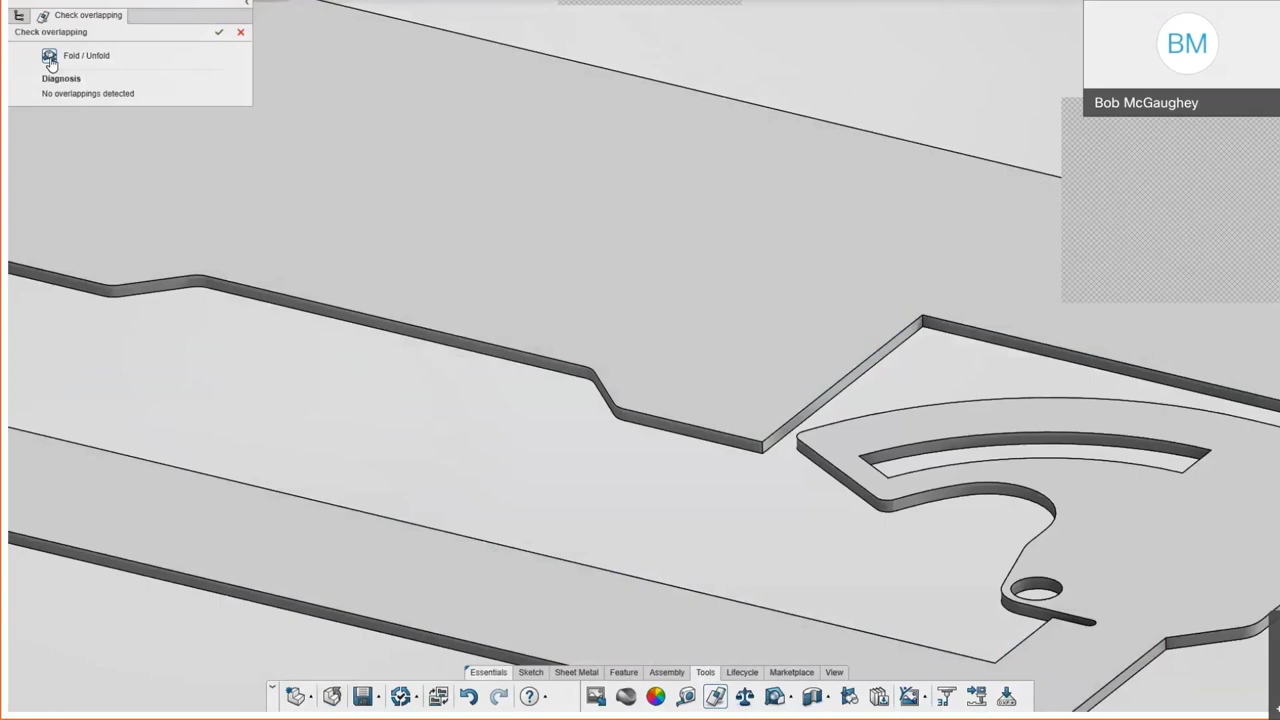 Check overlapping
Check overlapping
Fold / Unfold
Diagnosis
No overlappings detected
BM
Bob McGaughey
Essentials Sketch Sheet Metal Feature Assembly Tools Lifecycle Marketplace View